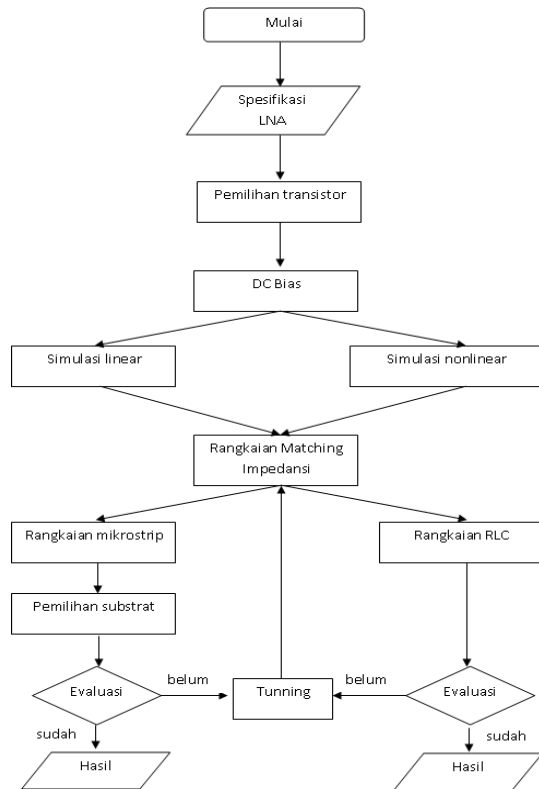 Mulai
Spesifikasi
LNA
Pemilihan transistor
DC Bias
Simulasi linear
Simulasi nonlinear
Rangkaian Matching
Impedansi
Rangkaian mikrostrip
Rangkaian RLC
Pemilihan substrat
Evaluasi
belum
Tunning
belum
Evaluasi
sudah
sudah
Hasil
Hasil